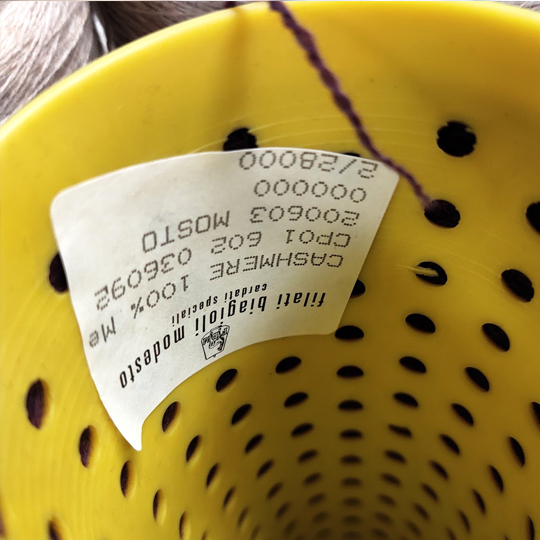 filati biagioli modesto
cardati speciali
CASHMERE 100% Me
CP01 602 036092
200603 MOSTO
000000
2/28000